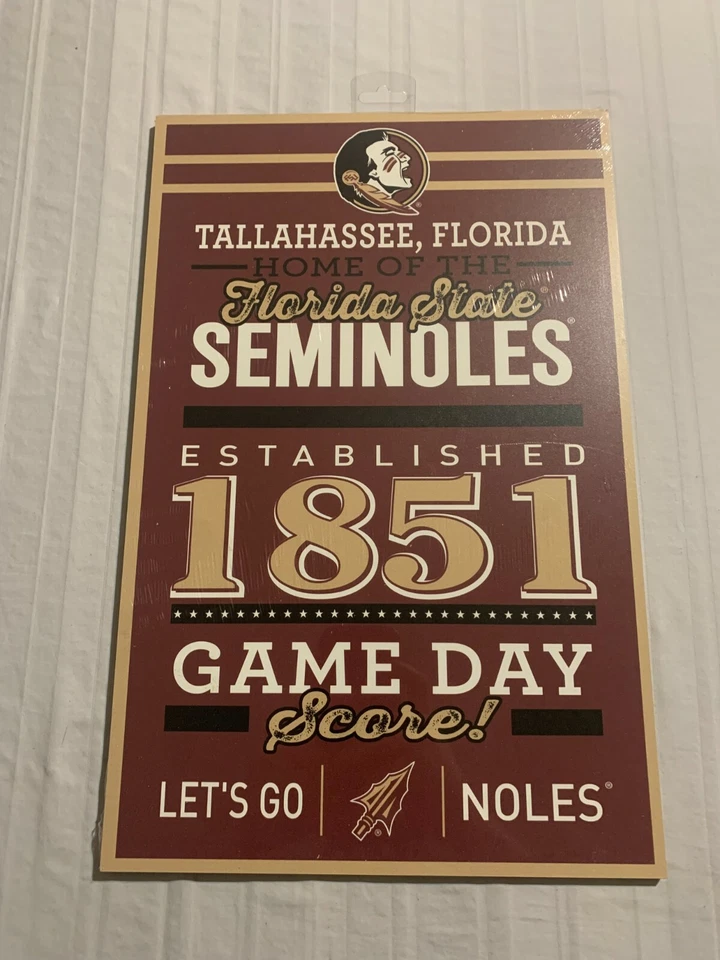 TALLAHASSEE, FLORIDA
HOME OF THE
Florida State®
SEMINOLES®
ESTABLISHED
1851
GAME DAY
Score!
LET'S GO
®
NOLES®